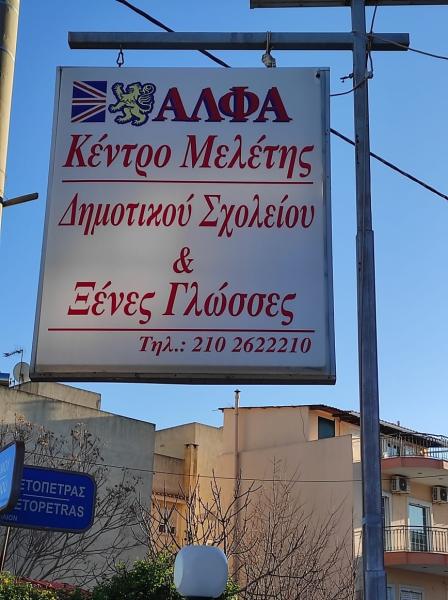 ΑΛΦΑ
Κέντρο Μελέτης
Δημοτικού Σχολείου
&
Ξένες Γλώσσες
Τηλ.: 210 2622210
ΕΤΟΠΕΤΡΑΣ
ETOPETRAS